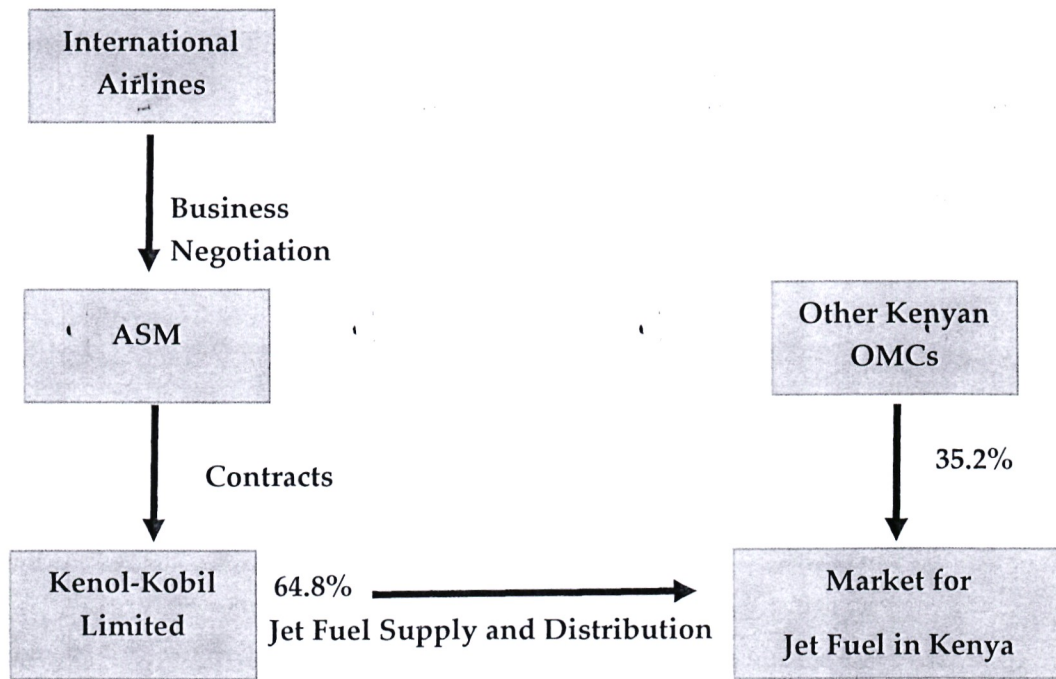 International
Airlines
Business
Negotiation
ASM
Other Kenyan
OMCs
35.2%
Contracts
Kenol-Kobil
Limited
64.8%
Jet Fuel Supply and Distribution
Market for
Jet Fuel in Kenya